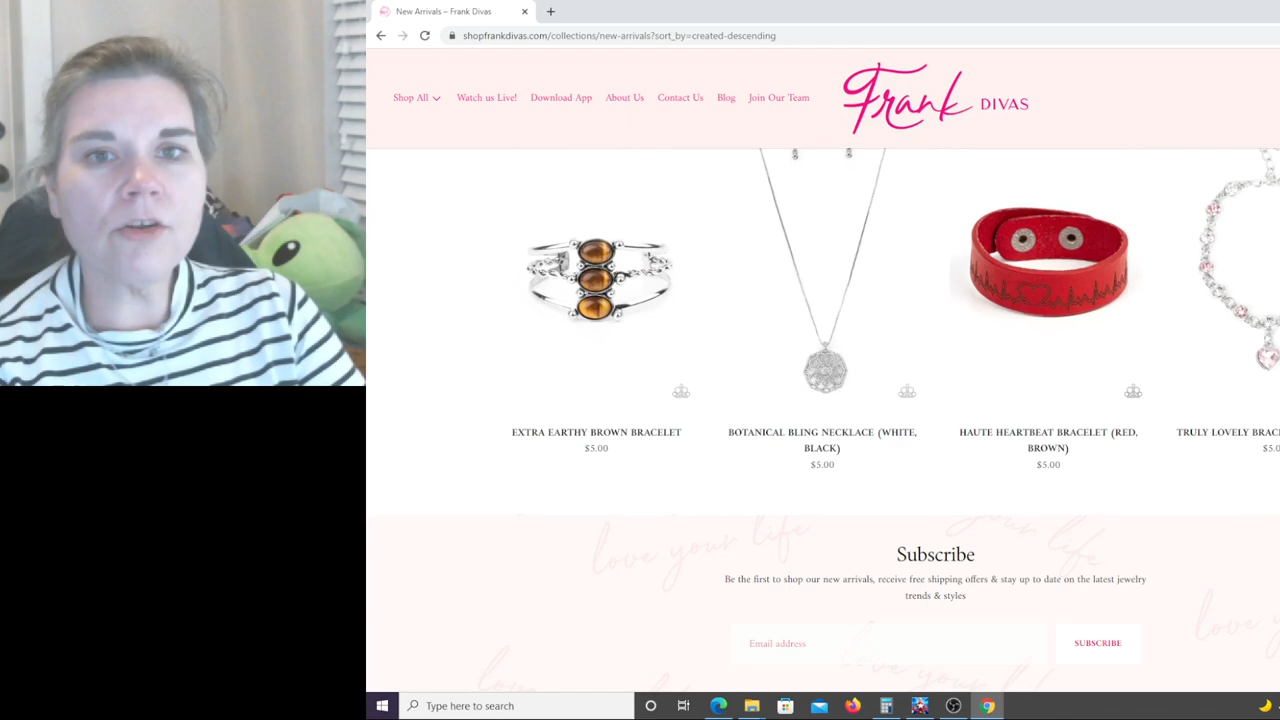 New Arrivals – Frank Divas
shopfrankdivas.com/collections/new-arrivals?sort_by=created-descending
Shop All
Watch us Live!
Download App
About Us
Contact Us
Blog
Join Our Team
Frank DIVAS
EXTRA EARTHY BROWN BRACELET
$5.00
BOTANICAL BLING NECKLACE (WHITE,
BLACK)
$5.00
HAUTE HEARTBEAT BRACELET (RED,
BROWN)
$5.00
TRULY LOVELY
love your life
Subscribe
Be the first to shop our new arrivals, receive free shipping offers & stay up to date on the latest jewelry
trends & styles
Email address
SUBSCRIBE
Type here to search